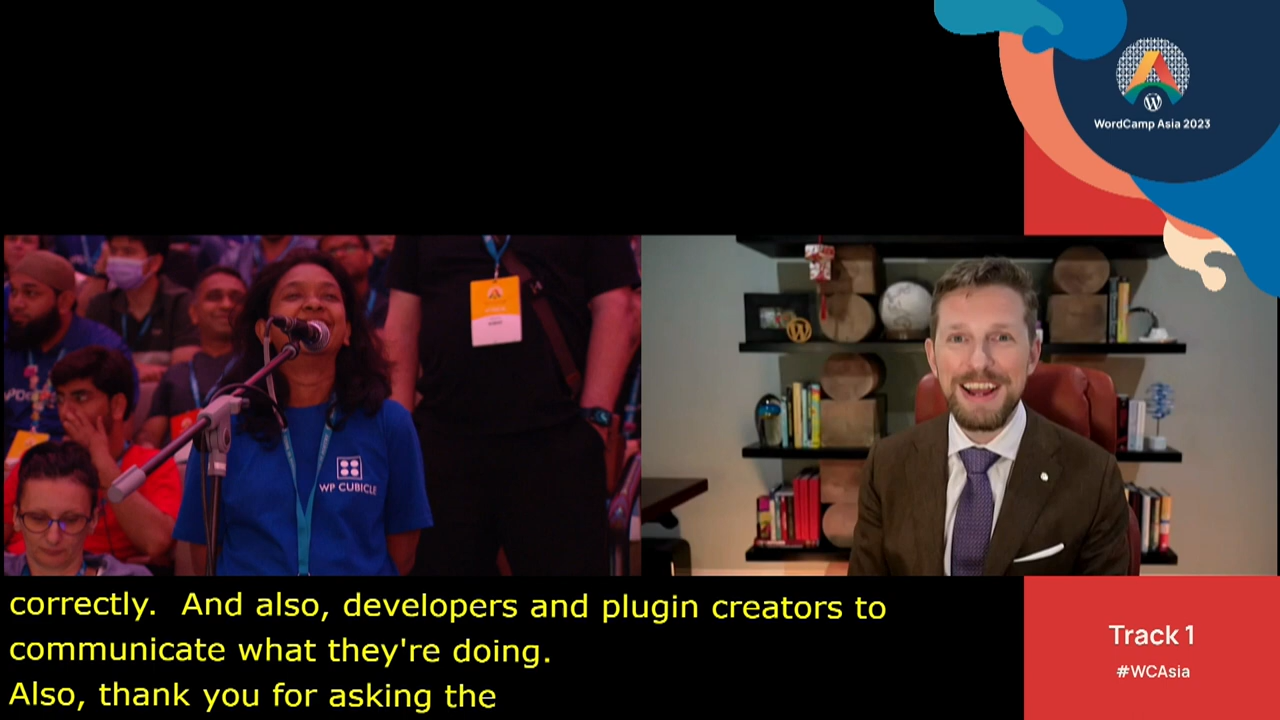 WordCamp Asia 2023
WP CUBICLE
correctly.  And also, developers and plugin creators to
communicate what they're doing.
Also, thank you for asking the
Track 1
#WCAsia